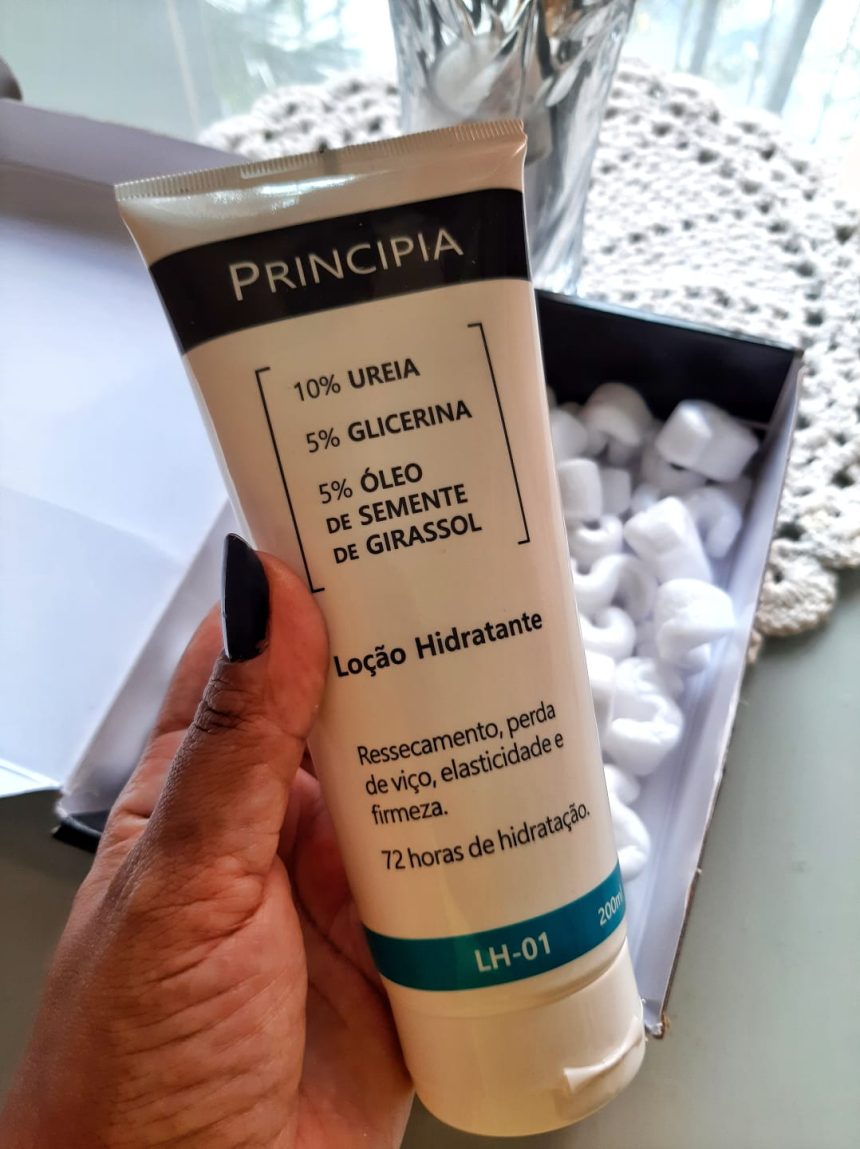 PRINCIPIA
10% UREIA
5% GLICERINA
5% ÓLEO
DE SEMENTE
DE GIRASSOL
Loção Hidratante
Ressecamento, perda
de viço, elasticidade e
firmeza.
72 horas de hidratação.
LH-01
200ml